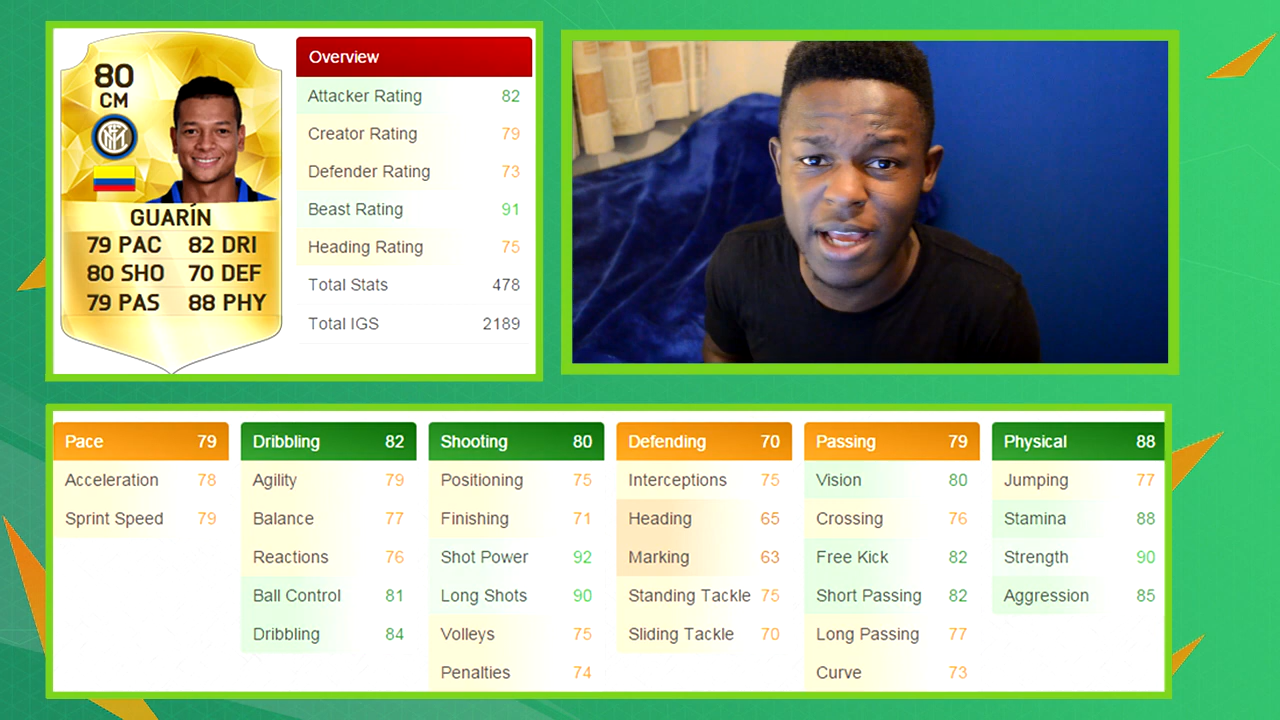 80
CM
GUARÍN
79 PAC 82 DRI
80 SHO 70 DEF
79 PAS 88 PHY
Overview
Attacker Rating 82
Creator Rating 79
Defender Rating 73
Beast Rating 91
Heading Rating 75
Total Stats 478
Total IGS 2189
Pace 79
Acceleration 78
Sprint Speed 79
Dribbling 82
Agility 79
Balance 77
Reactions 76
Ball Control 81
Dribbling 84
Shooting 80
Positioning 75
Finishing 71
Shot Power 92
Long Shots 90
Volleys 75
Penalties 74
Defending 70
Interceptions 75
Heading 65
Marking 63
Standing Tackle 75
Sliding Tackle 70
Passing 79
Vision 80
Crossing 76
Free Kick 82
Short Passing 82
Long Passing 77
Curve 73
Physical 88
Jumping 77
Stamina 88
Strength 90
Aggression 85